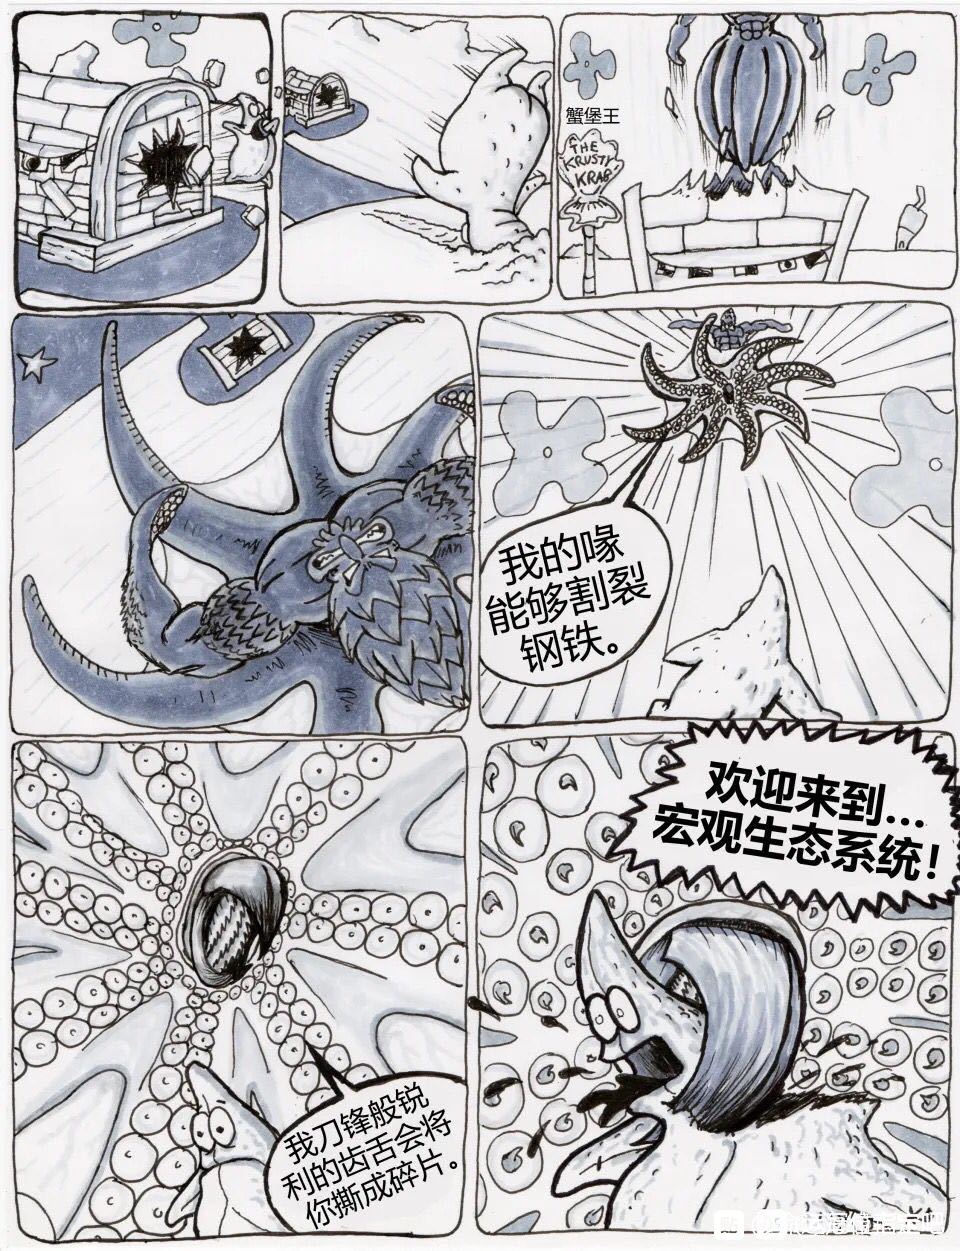 蟹堡王
THE
KRUSTY
KRAB
我的喙
能够割裂
钢铁。
我刀锋般锐
利的齿舌会将
你撕成碎片。
欢迎来到…
宏观生态系统！